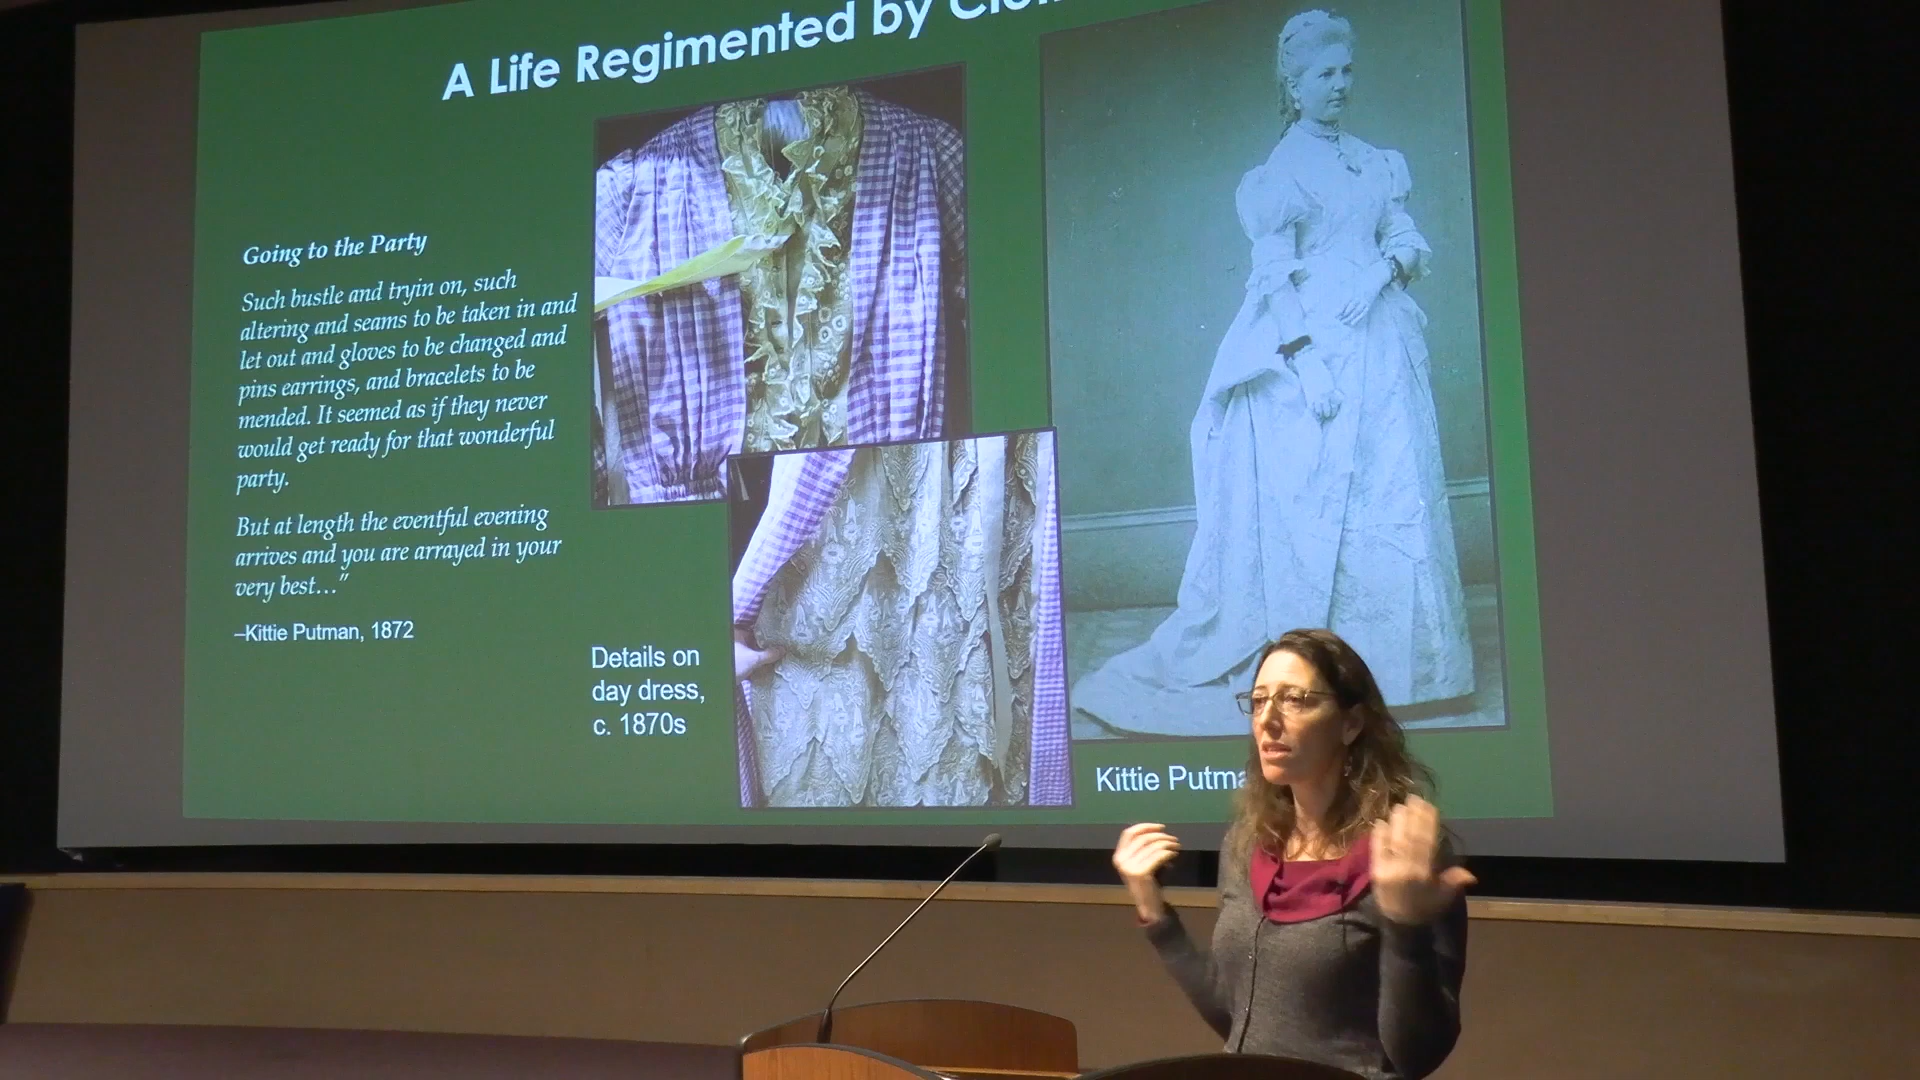 A Life Regimented by
Going to the Party
Such bustle and tryin on, such
altering and seams to be taken in and
let out and gloves to be changed and
pins earrings, and bracelets to be
mended. It seemed as if they never
would get ready for that wonderful
party.
But at length the eventful evening
arrives and you are arrayed in your
very best…"
–Kittie Putman, 1872
Details on
day dress,
c. 1870s
Kittie